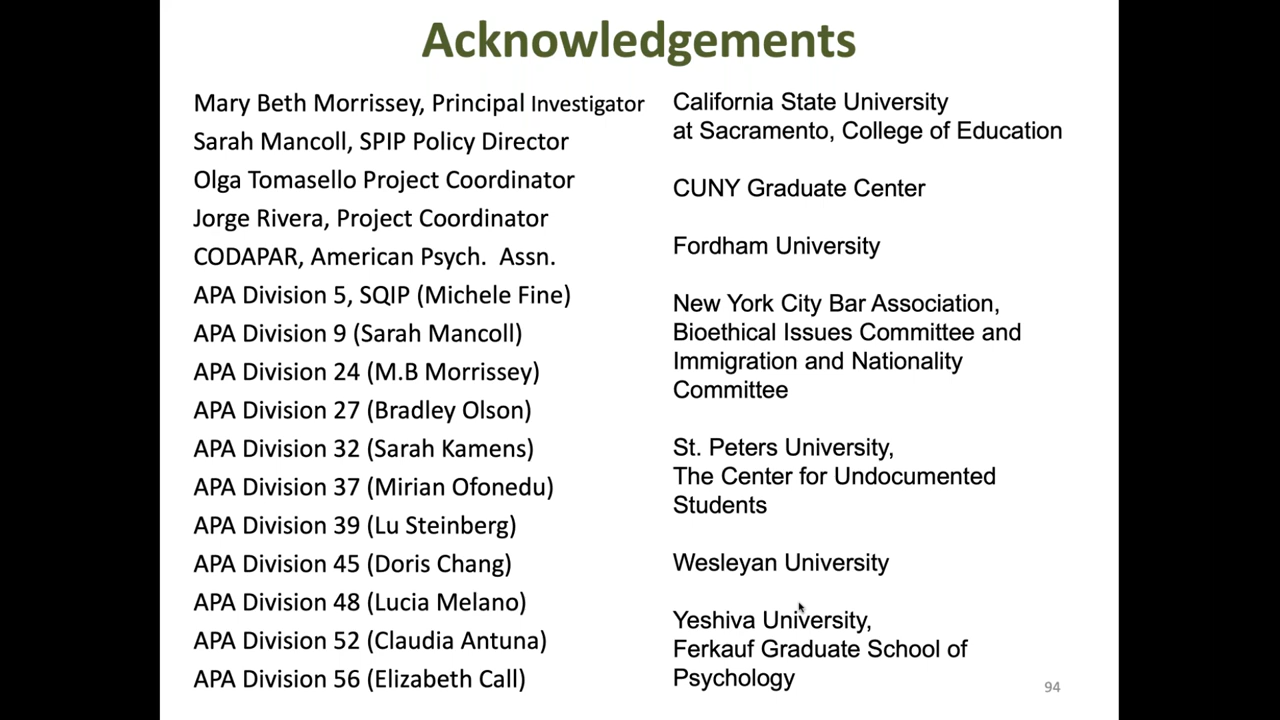 Acknowledgements
Mary Beth Morrissey, Principal Investigator
Sarah Mancoll, SPIP Policy Director
Olga Tomasello Project Coordinator
Jorge Rivera, Project Coordinator
CODAPAR, American Psych.  Assn.
APA Division 5, SQIP (Michele Fine)
APA Division 9 (Sarah Mancoll)
APA Division 24 (M.B Morrissey)
APA Division 27 (Bradley Olson)
APA Division 32 (Sarah Kamens)
APA Division 37 (Mirian Ofonedu)
APA Division 39 (Lu Steinberg)
APA Division 45 (Doris Chang)
APA Division 48 (Lucia Melano)
APA Division 52 (Claudia Antuna)
APA Division 56 (Elizabeth Call)
California State University
at Sacramento, College of Education
CUNY Graduate Center
Fordham University
New York City Bar Association,
Bioethical Issues Committee and
Immigration and Nationality
Committee
St. Peters University,
The Center for Undocumented
Students
Wesleyan University
Yeshiva University,
Ferkauf Graduate School of
Psychology
94